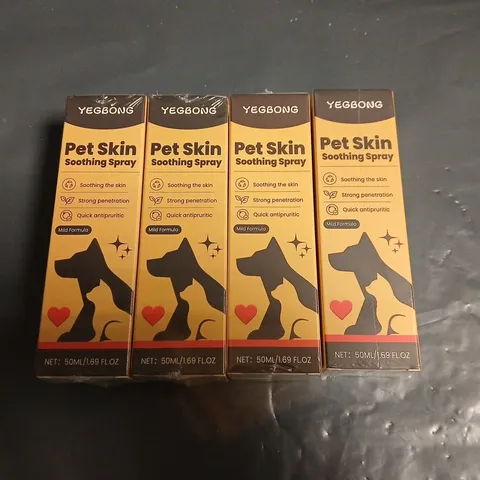 YEGBONG
Pet Skin
Soothing Spray
Soothing the skin
Strong penetration
Quick antipruritic
Mild Formula
NET: 50ML/1.69 FL.OZ
YEGBONG
Pet Skin
Soothing Spray
Soothing the skin
Strong penetration
Quick antipruritic
Mild Formula
NET: 50ML/1.69 FL.OZ
YEGBONG
Pet Skin
Soothing Spray
Soothing the skin
Strong penetration
Quick antipruritic
Mild Formula
NET: 50ML/1.69 FL.OZ
YEGBONG
Pet Skin
Soothing Spray
Soothing the skin
Strong penetration
Quick antipruritic
Mild Formula
NET: 50ML/1.69 FL.OZ